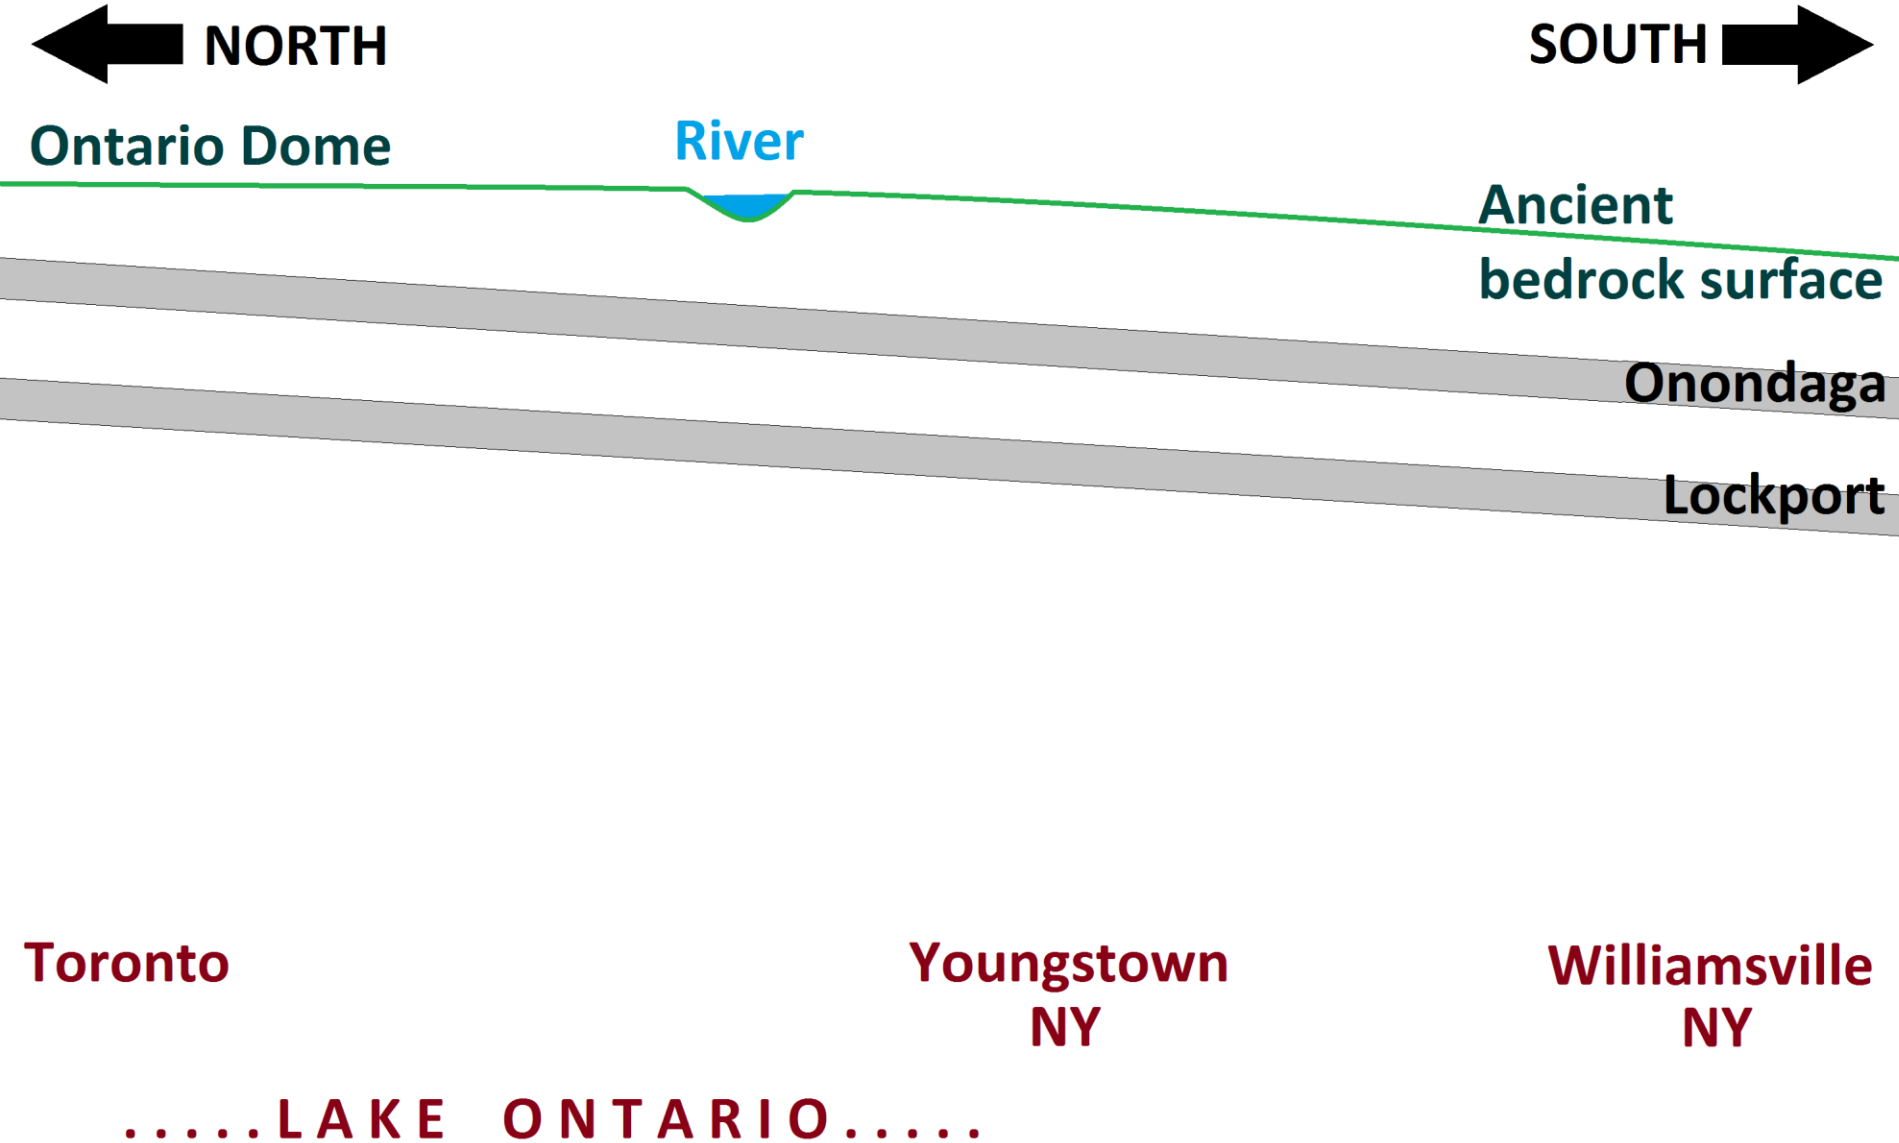 NORTH
SOUTH
Ontario Dome
River
Ancient
bedrock surface
Onondaga
Lockport
Toronto
Youngstown
NY
Williamsville
NY
.....LAKE ONTARIO.....